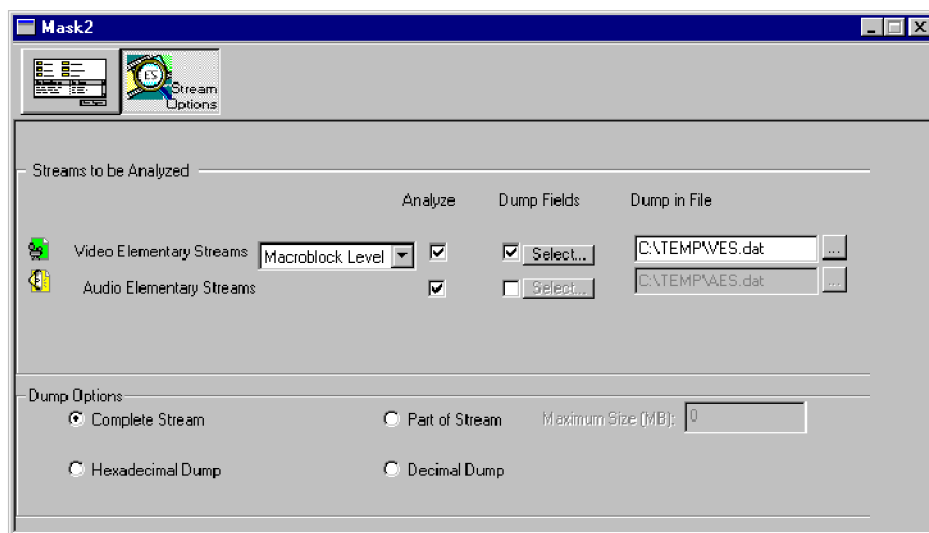 Mask2
ES
Stream
Options
Streams to be Analyzed
Analyze Dump Fields Dump in File
Video Elementary Streams Macroblock Level Select... C:\TEMP\VES.dat ...
Audio Elementary Streams Select... C:\TEMP\AES.dat ...
Dump Options
Complete Stream Part of Stream Maximum Size (MB): 0
Hexadecimal Dump Decimal Dump